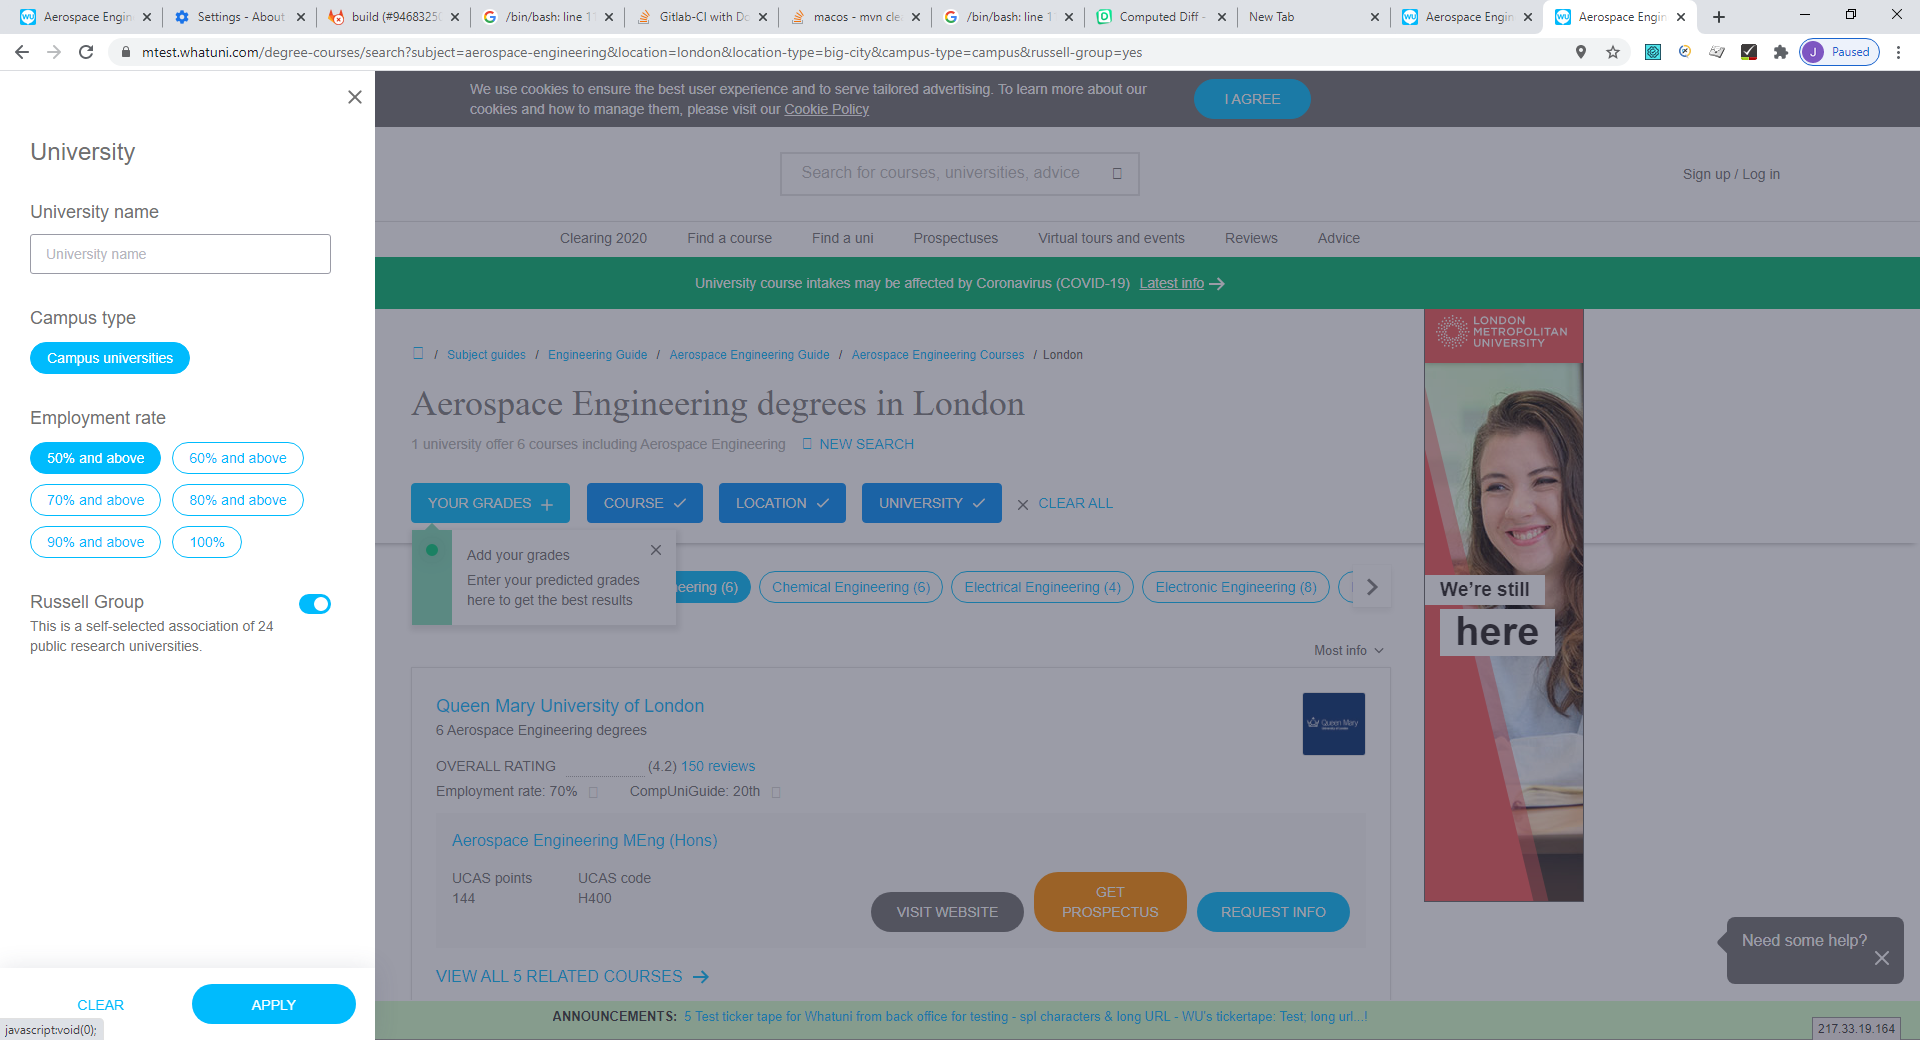 Aerospace Engin
Settings - About
build (#9468325
/bin/bash: line 1
Gitlab-CI with Do
macos - mvn cle
/bin/bash: line 1
Computed Diff -
New Tab
Aerospace Engin
Aerospace Engin
mtest.whatuni.com/degree-courses/search?subject=aerospace-engineering&location=london&location-type=big-city&campus-type=campus&russell-group=yes
J Paused
University
University name
University name
Campus type
Campus universities
Employment rate
50% and above 60% and above
70% and above 80% and above
90% and above 100%
Russell Group
This is a self-selected association of 24
public research universities.
CLEAR APPLY
javascript:void(0);
We use cookies to ensure the best user experience and to serve tailored advertising. To learn more about our
cookies and how to manage them, please visit our Cookie Policy
I AGREE
Search for courses, universities, advice
Sign up / Log in
Clearing 2020 Find a course Find a uni Prospectuses Virtual tours and events Reviews Advice
University course intakes may be affected by Coronavirus (COVID-19) Latest info
/ Subject guides / Engineering Guide / Aerospace Engineering Guide / Aerospace Engineering Courses / London
Aerospace Engineering degrees in London
1 university offer 6 courses including Aerospace Engineering NEW SEARCH
YOUR GRADES COURSE LOCATION UNIVERSITY CLEAR ALL
Add your grades
Enter your predicted grades
here to get the best results
eering (6) Chemical Engineering (6) Electrical Engineering (4) Electronic Engineering (8)
Most info
Queen Mary University of London
6 Aerospace Engineering degrees
Queen Mary
OVERALL RATING (4.2) 150 reviews
Employment rate: 70% CompUniGuide: 20th
Aerospace Engineering MEng (Hons)
UCAS points UCAS code
144 H400
VISIT WEBSITE
GET
PROSPECTUS
REQUEST INFO
VIEW ALL 5 RELATED COURSES
LONDON
METROPOLITAN
UNIVERSITY
We're still
here
Need some help?
ANNOUNCEMENTS: 5 Test ticker tape for Whatuni from back office for testing - spl characters & long URL - WU's tickertape: Test; long url...!
217.33.19.164